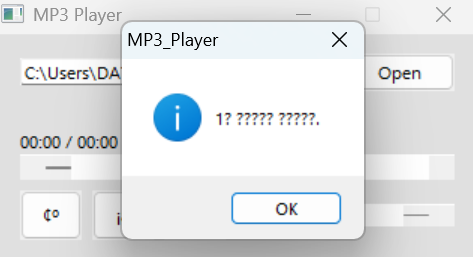 MP3 Player
MP3_Player
C:\Users\DA
Open
1? ????? ?????.
00:00 / 00:00
OK
¢º
i